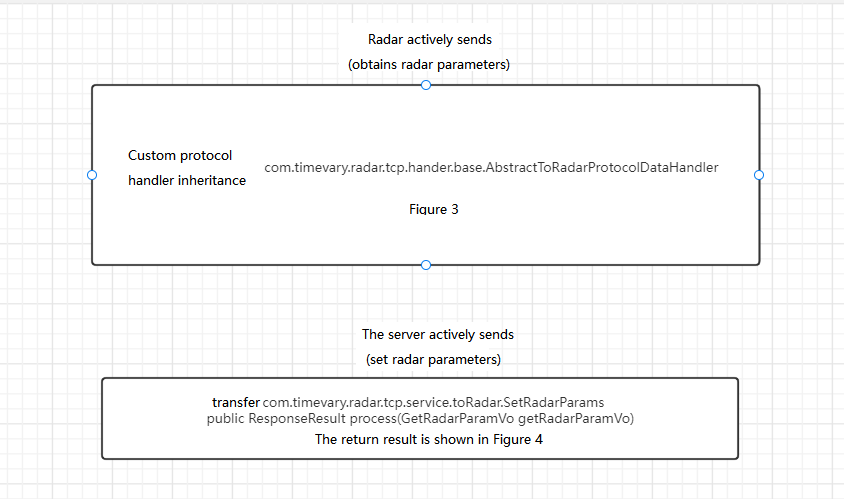 Radar actively sends
(obtains radar parameters)
Custom protocol
handler inheritance
com.timevary.radar.tcp.hander.base.AbstractToRadarProtocolDataHandler
Figure 3
The server actively sends
(set radar parameters)
transfer com.timevary.radar.tcp.service.toRadar.SetRadarParams
public ResponseResult process(GetRadarParamVo getRadarParamVo)
The return result is shown in Figure 4